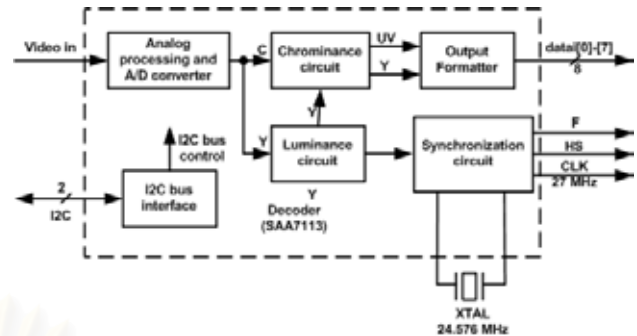 Video in
Analog
processing and
A/D converter
C
Chrominance
circuit
UV
Y
Output
Formatter
datai[0]-[7]
8
Y
Y
Luminance
circuit
Synchronization
circuit
F
HS
CLK
27 MHz
I2C bus
control
2
I2C
I2C bus
interface
Y
Decoder
(SAA7113)
XTAL
24.576 MHz